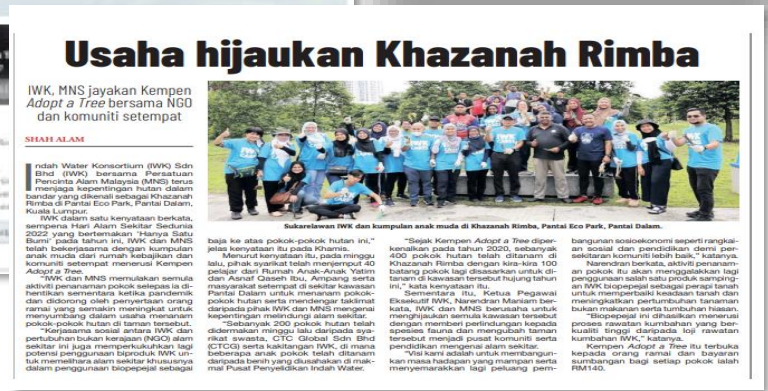 Usaha hijaukan Khazanah Rimba
IWK, MNS jayakan Kempen
Adopt a Tree bersama NGO
dan komuniti setempat
SHAH ALAM
Indah Water Konsortium (IWK) Sdn
Bhd (IWK) bersama Persatuan
Pencinta Alam Malaysia (MNS) terus
menjaga kepentingan hutan dalam
bandar yang dikenali sebagai Khazanah
Rimba di Pantai Eco Park, Pantai Dalam,
Kuala Lumpur.
IWK dalam satu kenyataan berkata,
sempena Hari Alam Sekitar Sedunia
2022 yang bertemakan 'Hanya Satu
Bumi' pada tahun ini, IWK dan MNS
telah bekerjasama dengan kumpulan
anak muda dari rumah kebajikan dan
komuniti setempat menerusi Kempen
Adopt a Tree.
"IWK dan MNS memulakan semula
aktiviti penanaman pokok selepas ia di-
hentikan sementara ketika pandemik
dan didorong oleh penyertaan orang
ramai yang semakin meningkat untuk
menyumbang dalam usaha menanam
pokok-pokok hutan di taman tersebut.
"Kerjasama sosial antara IWK dan
pertubuhan bukan kerajaan (NGO) alam
sekitar ini juga memperkukuhkan lagi
potensi penggunaan biproduk IWK un-
tuk memelihara alam sekitar khususnya
dalam penggunaan biopepejal sebagai
Sukarelawan IWK dan kumpulan anak muda di Khazanah Rimba, Pantai Eco Park, Pantai Dalam.
baja ke atas pokok-pokok hutan ini,"
jelas kenyataan itu pada Khamis.
Menurut kenyataan itu, pada minggu
lalu, pihak syarikat telah menjemput 40
pelajar dari Rumah Anak-Anak Yatim
dan Asnaf Qaseh Ibu, Ampang serta
masyarakat setempat di sekitar kawasan
Pantai Dalam untuk menanam pokok-
pokok hutan serta mendengar taklimat
daripada pihak IWK dan MNS mengenai
kepentingan melindungi alam sekitar.
"Sebanyak 200 pokok hutan telah
didermakan minggu lalu daripada sya-
rikat swasta, CTC Global Sdn Bhd
(CTCG) serta kakitangan IWK, di mana
beberapa anak pokok telah ditanam
daripada benih yang diusahakan di mak-
mal Pusat Penyelidikan Indah Water.
"Sejak Kempen Adopt a Tree diper-
kenalkan pada tahun 2020, sebanyak
400 pokok hutan telah ditanam di
Khazanah Rimba dengan kira-kira 100
batang pokok lagi disasarkan untuk di-
tanam di kawasan tersebut hujung tahun
ini," kata kenyataan itu.
Sementara itu, Ketua Pegawai
Eksekutif IWK, Narendran Maniam ber-
kata, IWK dan MNS berusaha untuk
menghijaukan semula kawasan tersebut
dengan memberi perlindungan kepada
spesies fauna dan mengubah taman
tersebut menjadi pusat komuniti serta
pendidikan mengenai alam sekitar.
"Visi kami adalah untuk membangun-
kan masa hadapan yang mampan serta
menyemarakkan lagi peluang pem-
bangunan sosioekonomi seperti rangkai-
an sosial dan pendidikan demi per-
sekitaran komuniti lebih baik," katanya.
Narendran berkata, aktiviti penanam-
an pokok itu akan menggalakkan lagi
penggunaan salah satu produk samping-
an IWK biopepejal sebagai perapi tanah
untuk memperbaiki keadaan tanah dan
meningkatkan pertumbuhan tanaman
bukan makanan serta tumbuhan hiasan.
"Biopepejal ini dihasilkan menerusi
proses rawatan kumbahan yang ber-
kualiti tinggi daripada loji rawatan
kumbahan IWK," katanya.
Kempen Adopt a Tree itu terbuka
kepada orang ramai dan bayaran
sumbangan bagi setiap pokok ialah
RM140.